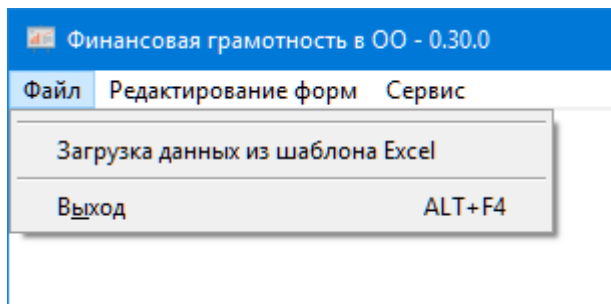 Финансовая грамотность в ОО - 0.30.0
Файл Редактирование форм Сервис
Загрузка данных из шаблона Excel
Выход ALT+F4